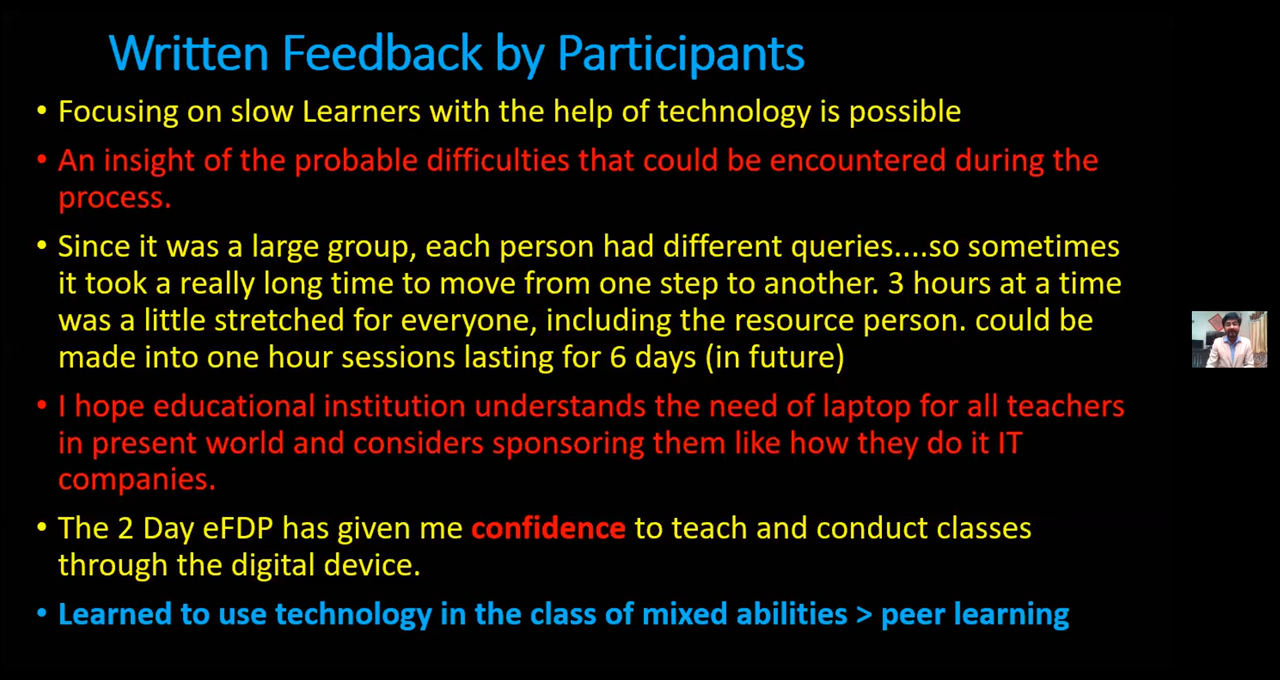 Written Feedback by Participants
• Focusing on slow Learners with the help of technology is possible
• An insight of the probable difficulties that could be encountered during the
process.
• Since it was a large group, each person had different queries....so sometimes
it took a really long time to move from one step to another. 3 hours at a time
was a little stretched for everyone, including the resource person. could be
made into one hour sessions lasting for 6 days (in future)
• I hope educational institution understands the need of laptop for all teachers
in present world and considers sponsoring them like how they do it IT
companies.
• The 2 Day eFDP has given me confidence to teach and conduct classes
through the digital device.
• Learned to use technology in the class of mixed abilities > peer learning